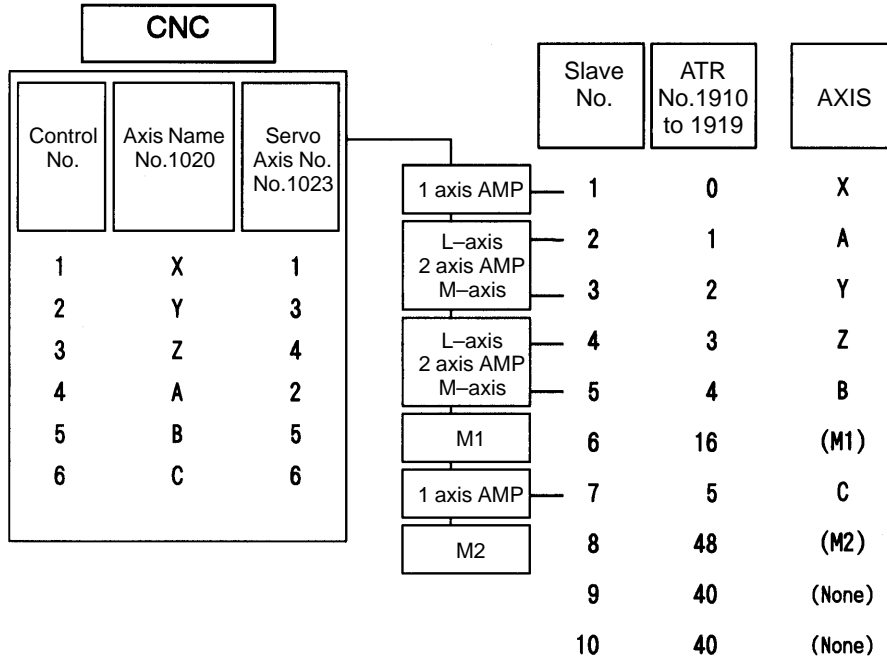 CNC
Control
No.
Axis Name
No.1020
Servo
Axis No.
No.1023
1 X 1
2 Y 3
3 Z 4
4 A 2
5 B 5
6 C 6
1 axis AMP
L–axis
2 axis AMP
M–axis
L–axis
2 axis AMP
M–axis
M1
1 axis AMP
M2
Slave
No.
ATR
No.1910
to 1919
AXIS
1 0 X
2 1 A
3 2 Y
4 3 Z
5 4 B
6 16 (M1)
7 5 C
8 48 (M2)
9 40 (None)
10 40 (None)